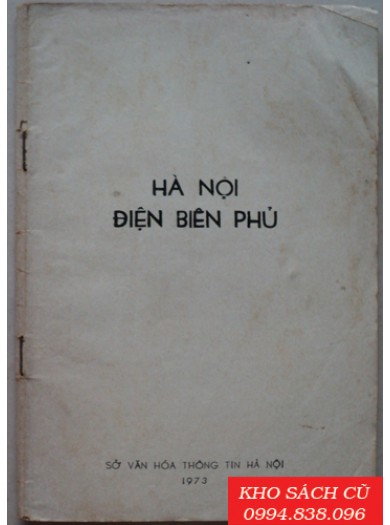 HÀ NỘI
ĐIỆN BIÊN PHỦ
SỞ VĂN HÓA THÔNG TIN HÀ NỘI
1973
KHO SÁCH CŨ
0994.838.096